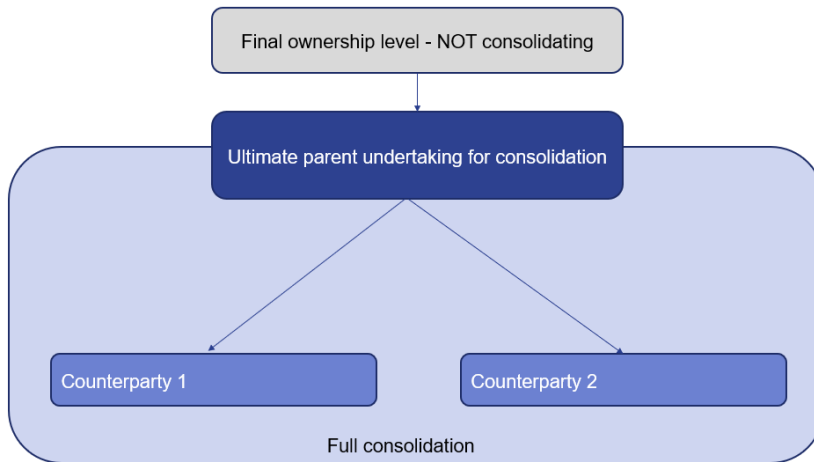 Final ownership level - NOT consolidating
Ultimate parent undertaking for consolidation
Counterparty 1
Counterparty 2
Full consolidation